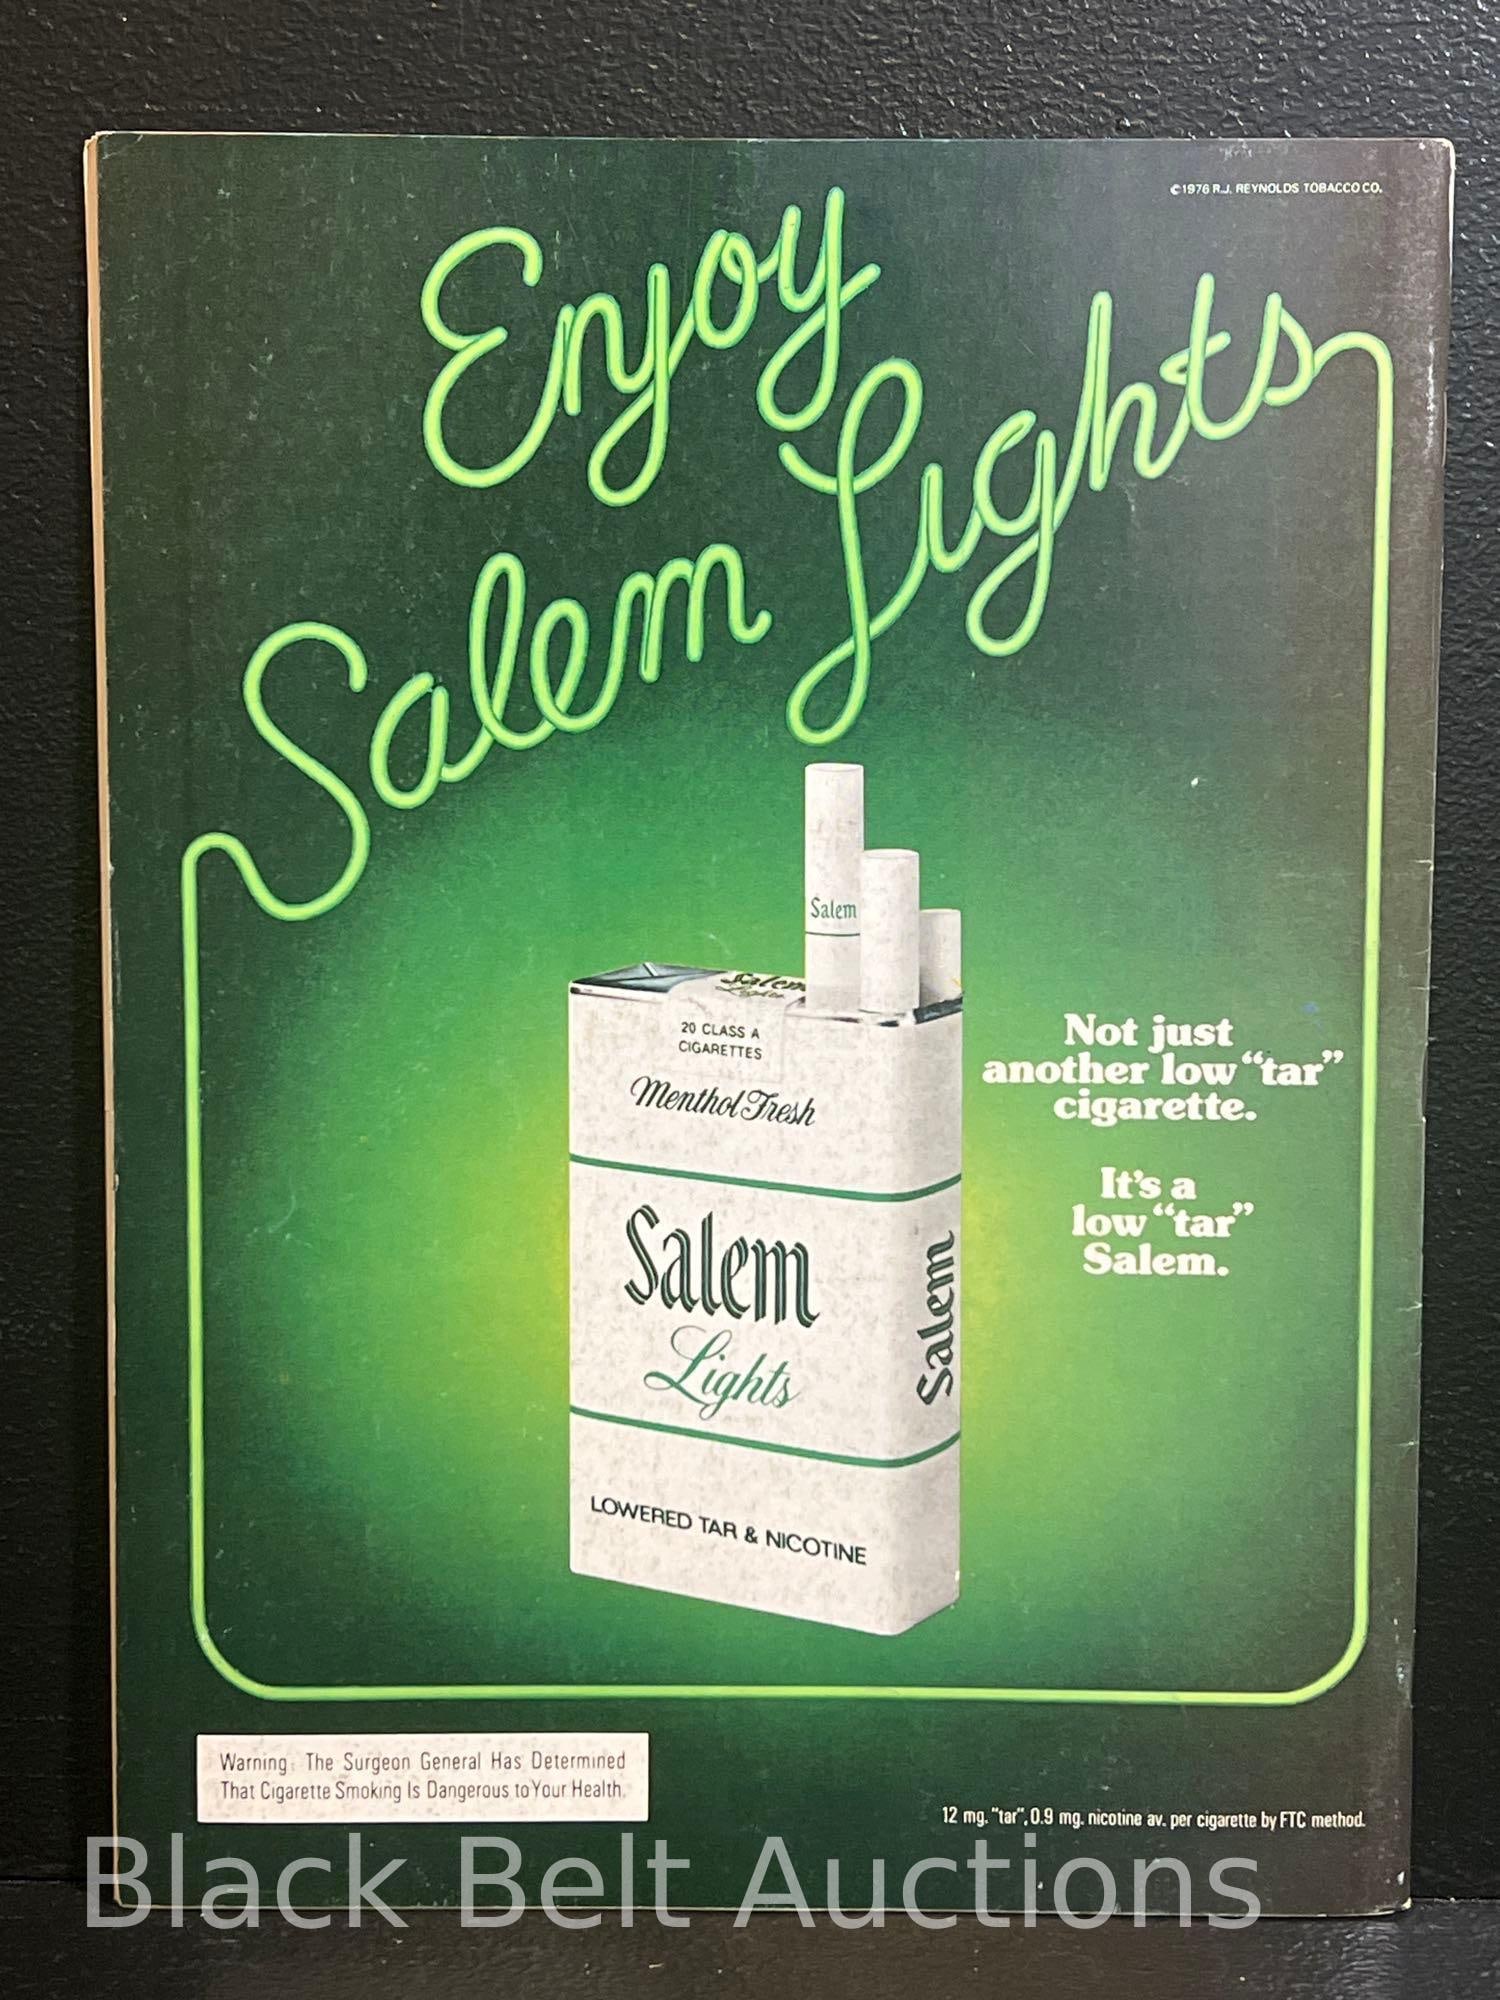 ©1976 R.J. REYNOLDS TOBACCO CO.
Enjoy
Salem Lights
Salem
Salem
Lights
20 CLASS A
CIGARETTES
Menthol Fresh
Salem
Lights
Salem
LOWERED TAR & NICOTINE
Not just
another low “tar”
cigarette.
It's a
low “tar”
Salem.
Warning: The Surgeon General Has Determined
That Cigarette Smoking Is Dangerous to Your Health.
12 mg. "tar", 0.9 mg. nicotine av. per cigarette by FTC method.
Black Belt Auctions